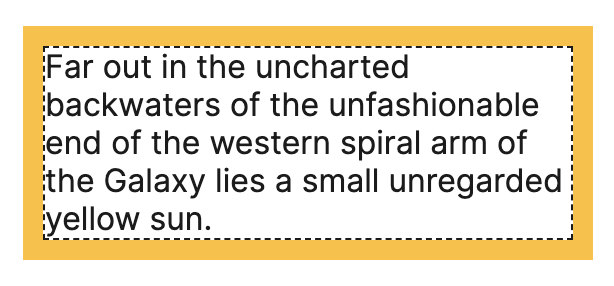 Far out in the uncharted
backwaters of the unfashionable
end of the western spiral arm of
the Galaxy lies a small unregarded
yellow sun.